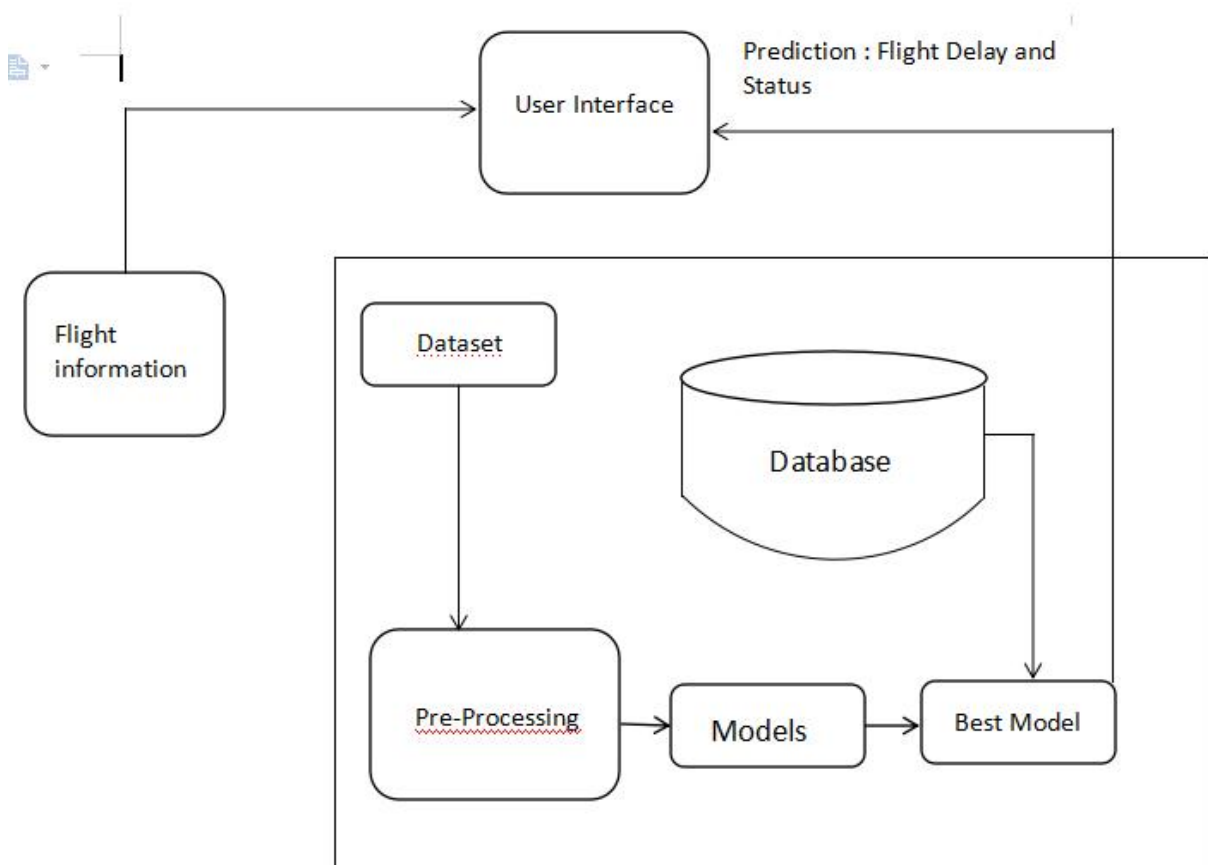 Prediction : Flight Delay and
Status
User Interface
Flight
information
Dataset
Database
Pre-Processing
Models
Best Model